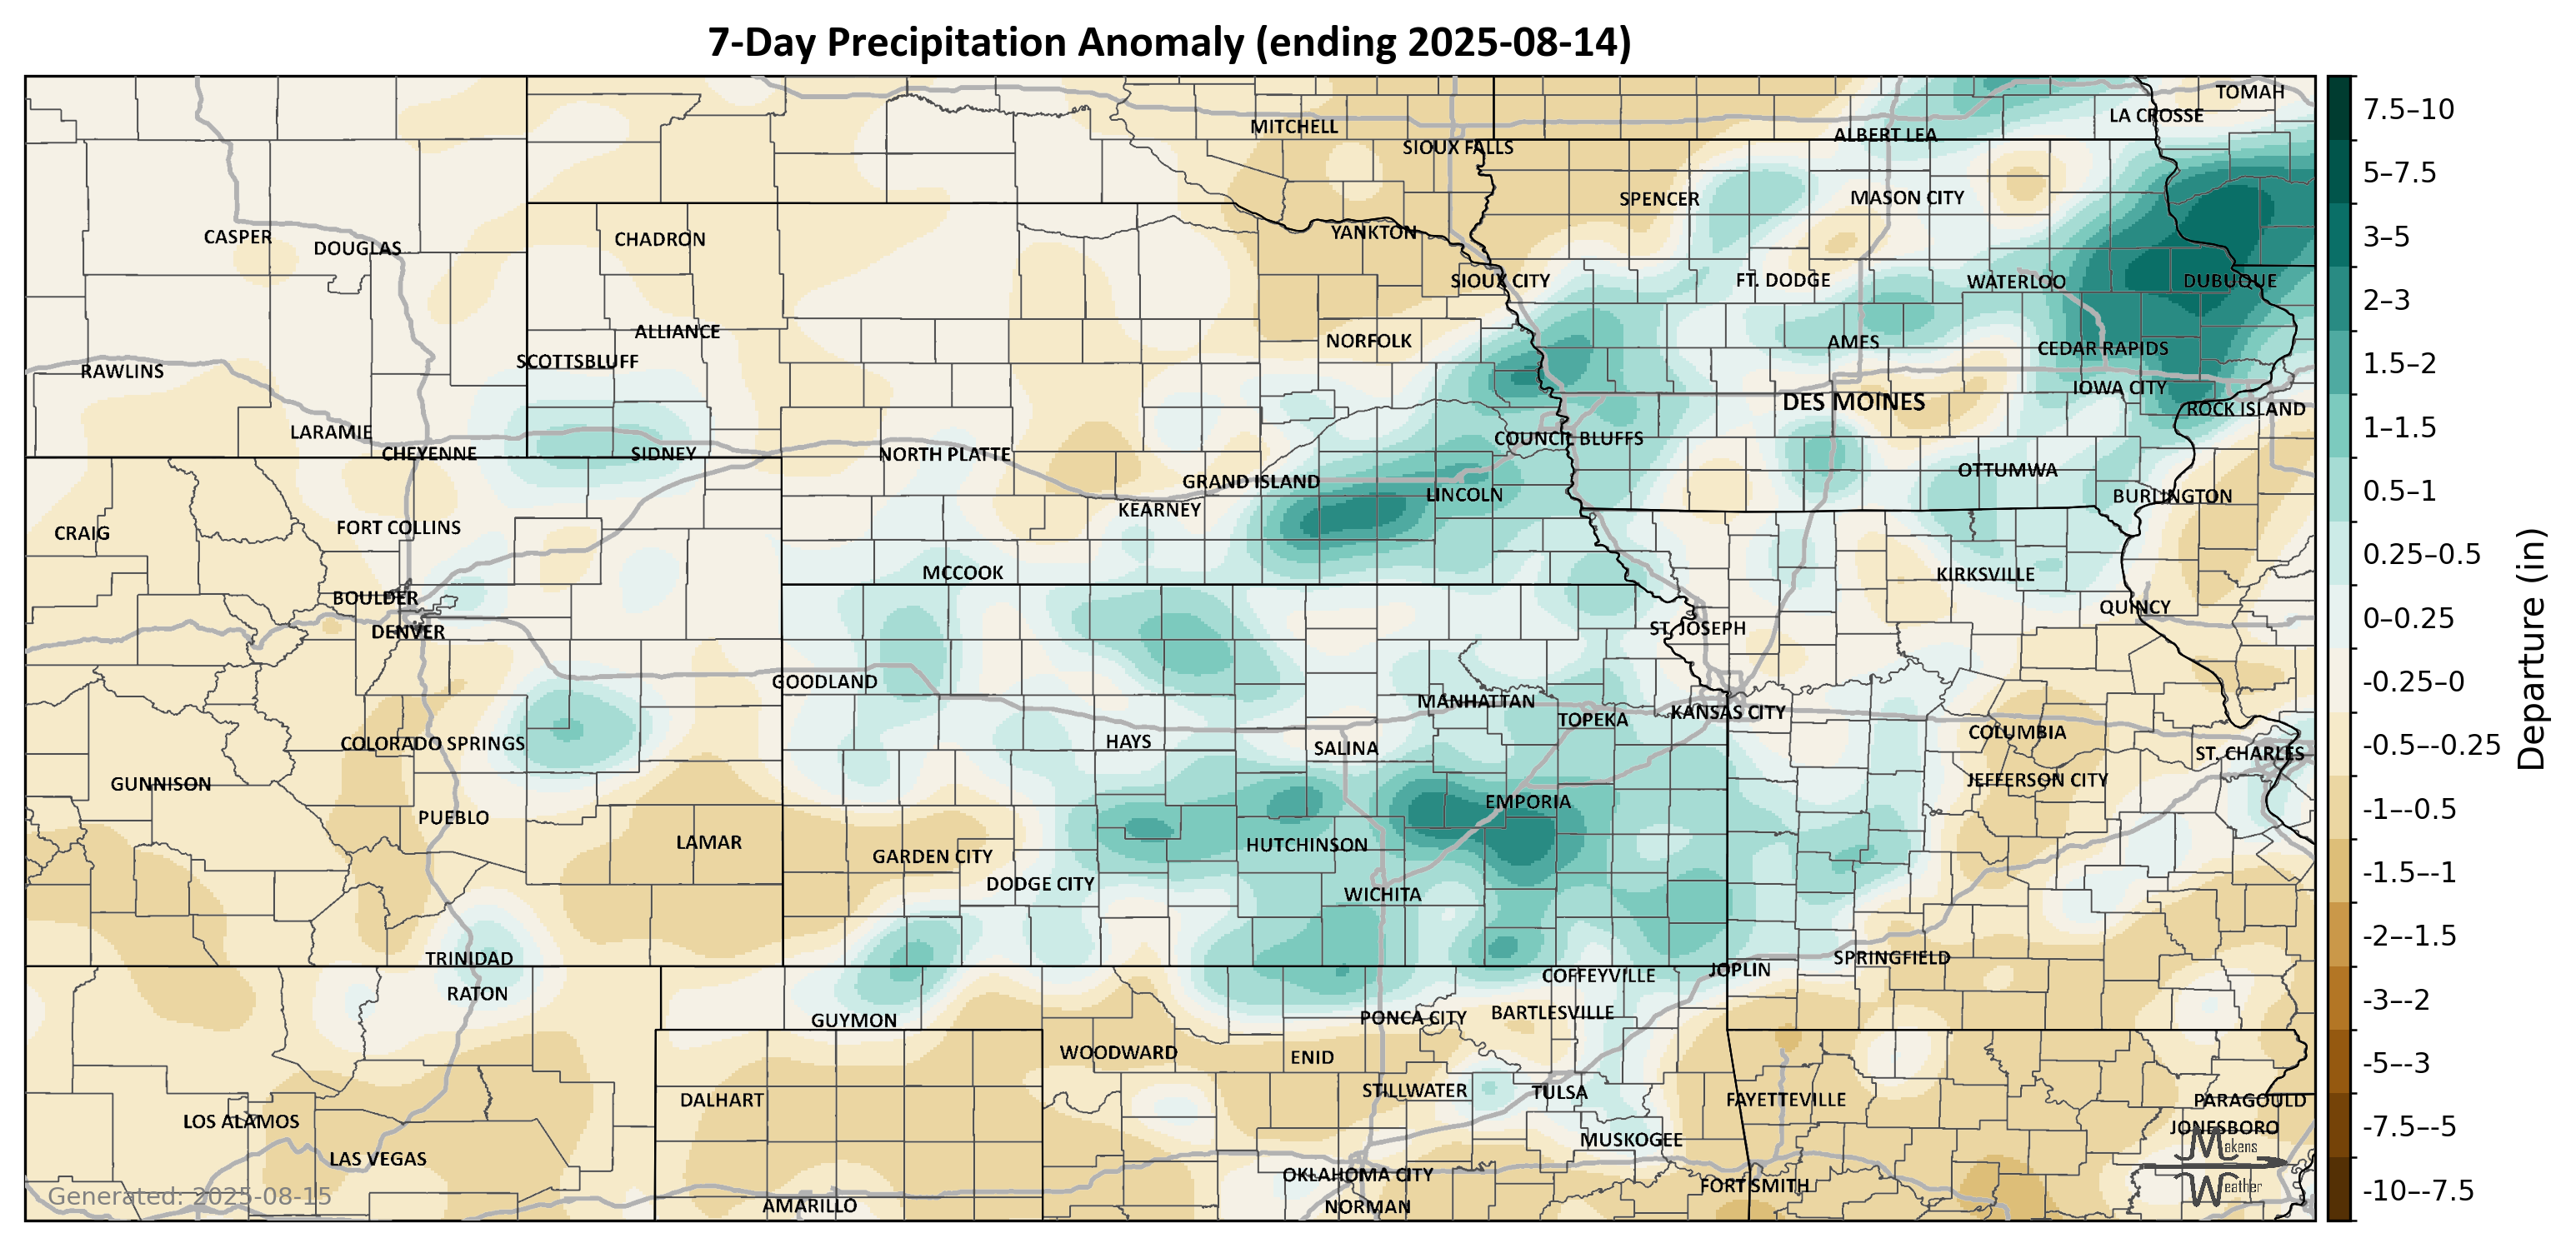 7-Day Precipitation Anomaly (ending 2025-08-14)
TOMAH
LA CROSSE
MITCHELL
ALBERT LEA
SIOUX FALLS
SPENCER
MASON CITY
YANKTON
CASPER
DOUGLAS
CHADRON
SIOUX CITY
FT. DODGE
WATERLOO
DUBUQUE
ALLIANCE
NORFOLK
AMES
CEDAR RAPIDS
SCOTTSBLUFF
RAWLINS
IOWA CITY
DES MOINES
ROCK ISLAND
LARAMIE
COUNCIL BLUFFS
CHEYENNE
SIDNEY
NORTH PLATTE
OTTUMWA
GRAND ISLAND
LINCOLN
BURLINGTON
KEARNEY
CRAIG
FORT COLLINS
MCCOOK
KIRKSVILLE
BOULDER
QUINCY
DENVER
ST. JOSEPH
GOODLAND
MANHATTAN
TOPEKA
KANSAS CITY
COLUMBIA
COLORADO SPRINGS
HAYS
SALINA
ST. CHARLES
GUNNISON
JEFFERSON CITY
EMPORIA
PUEBLO
LAMAR
HUTCHINSON
GARDEN CITY
DODGE CITY
WICHITA
TRINIDAD
SPRINGFIELD
JOPLIN
COFFEYVILLE
RATON
GUYMON
PONCA CITY
BARTLESVILLE
WOODWARD
ENID
STILLWATER
TULSA
DALHART
FAYETTEVILLE
PARAGOULD
LOS ALAMOS
JONESBORO
MUSKOGEE
LAS VEGAS
OKLAHOMA CITY
FORT SMITH
AMARILLO
NORMAN
Generated: 2025-08-15
Makens
Weather
7.5–10
5–7.5
3–5
2–3
1.5–2
1–1.5
0.5–1
0.25–0.5
0–0.25
-0.25–0
-0.5–-0.25
-1–-0.5
-1.5–-1
-2–-1.5
-3–-2
-5–-3
-7.5–-5
-10–-7.5
Departure (in)